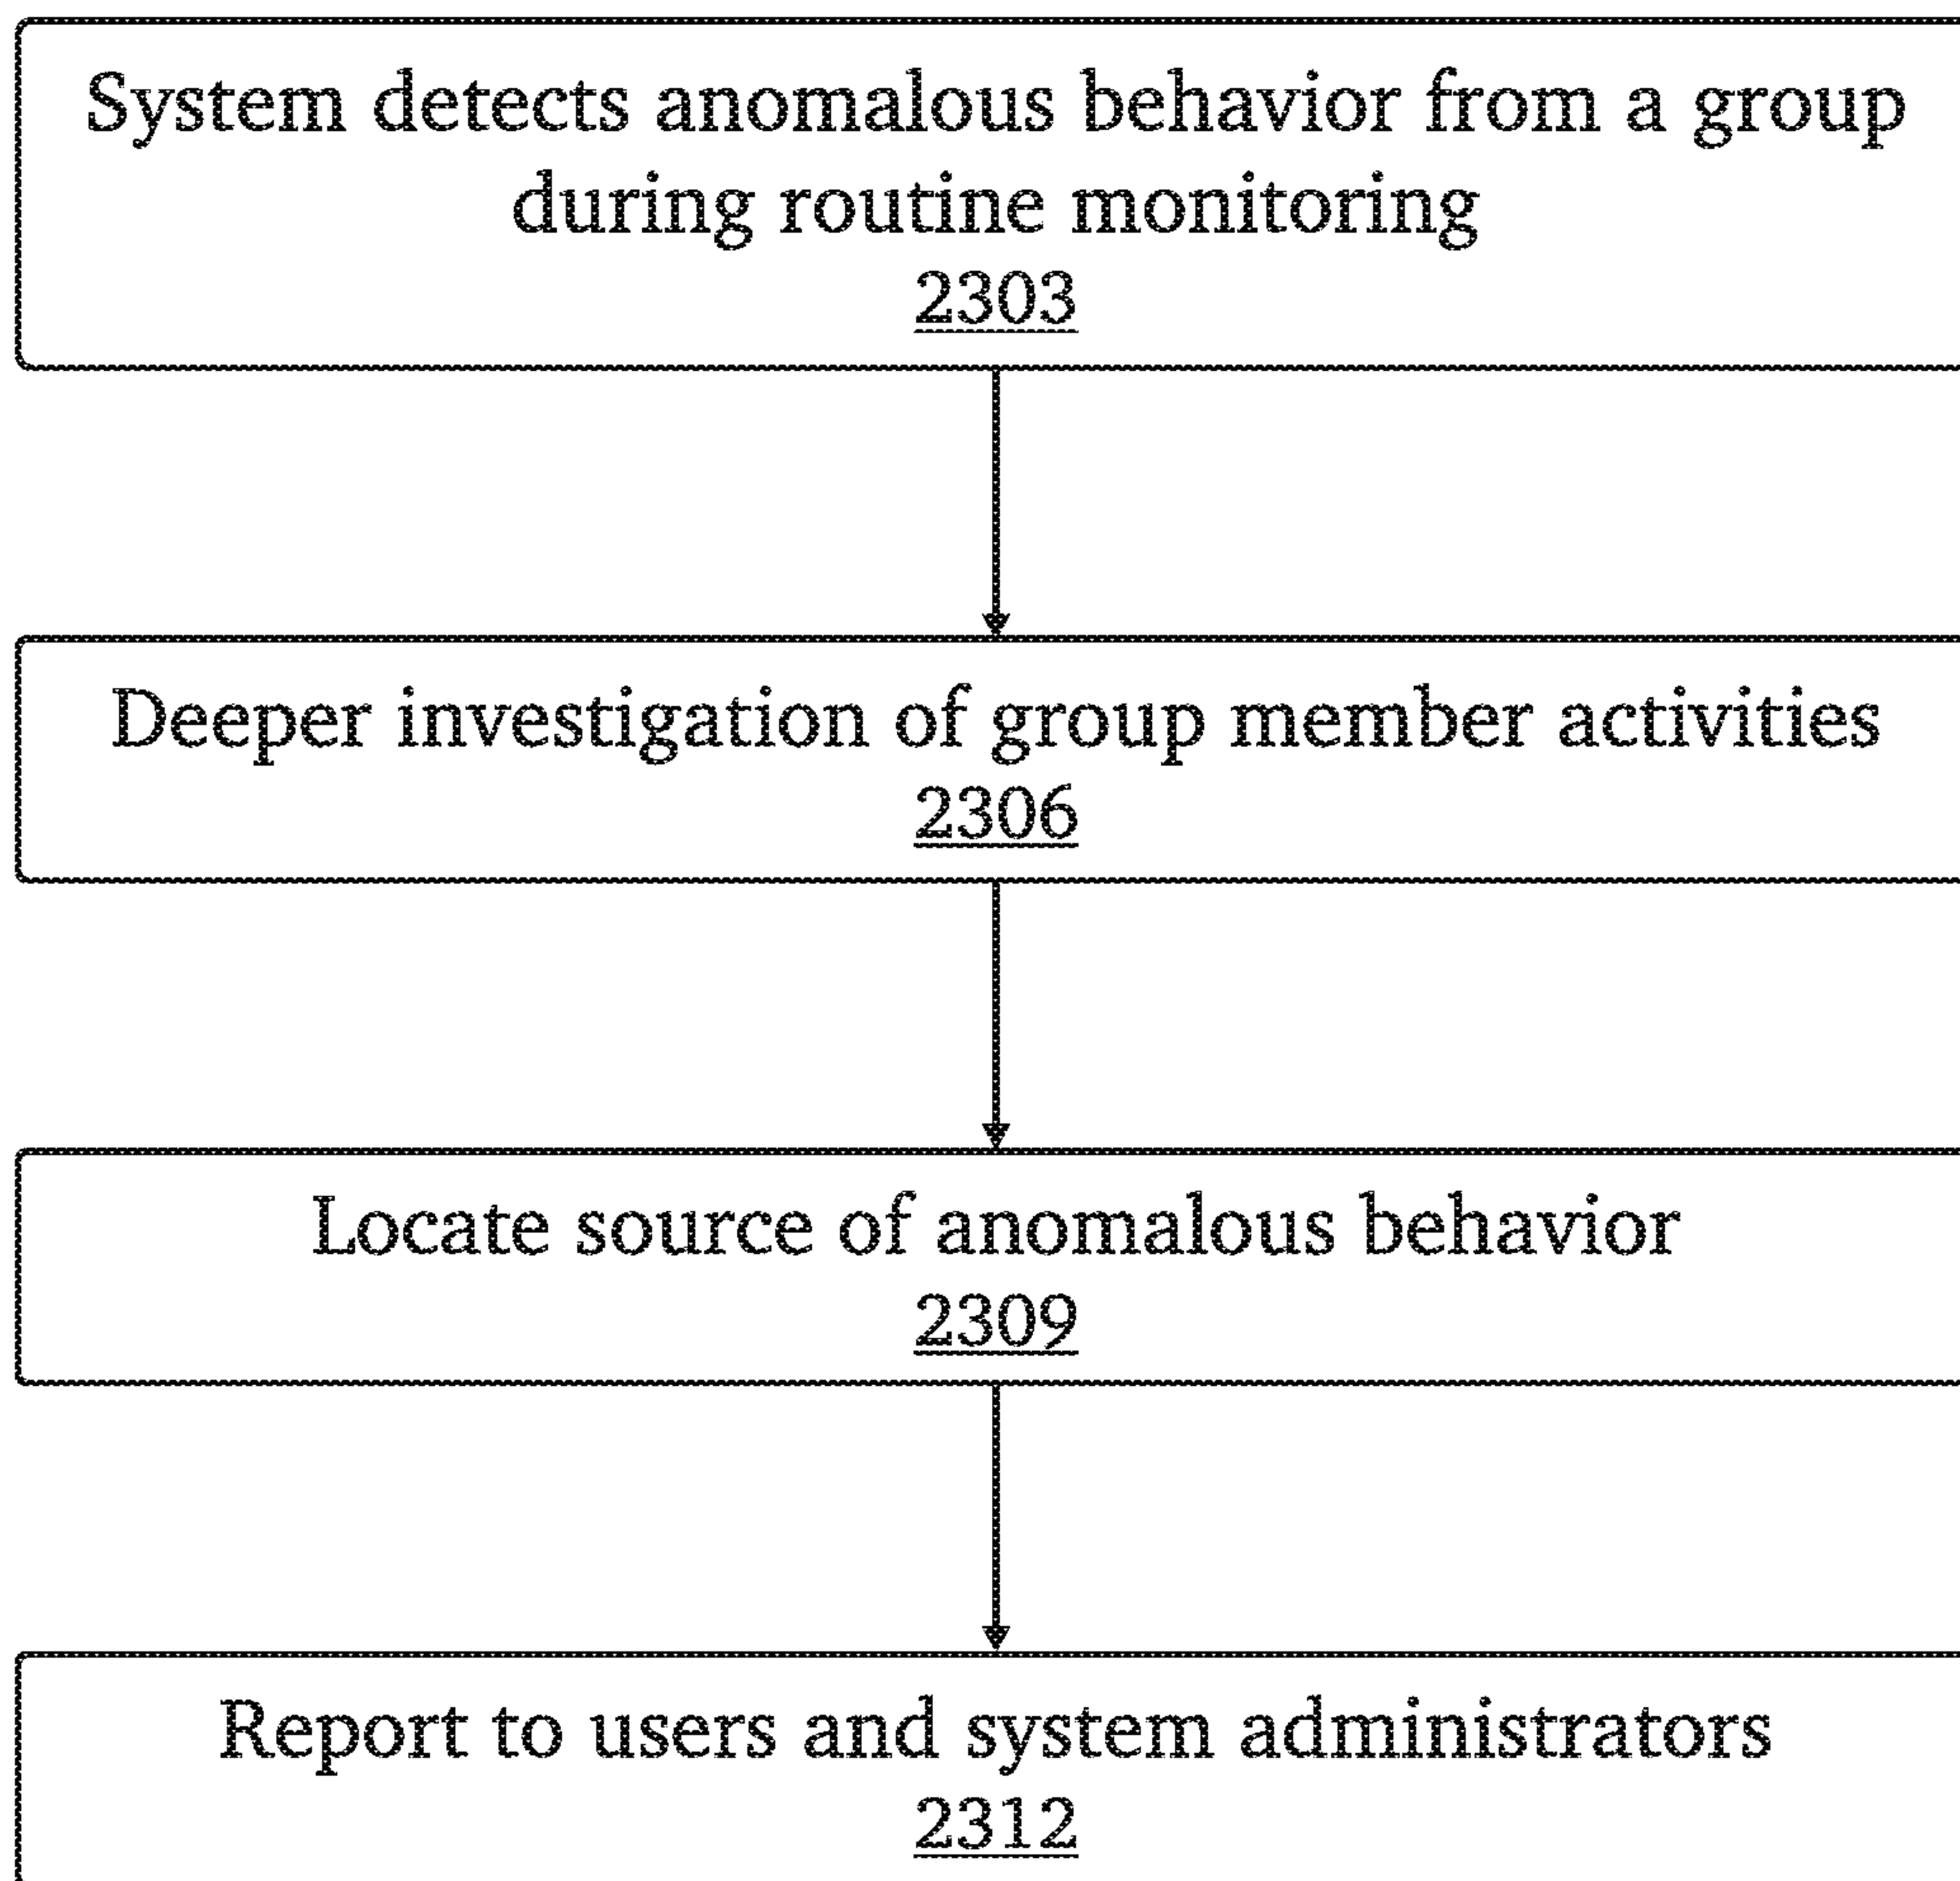 System detects anomalous behavior from a group
during routine monitoring
2303
Deeper investigation of group member activities
2306
Locate source of anomalous behavior
2309
Report to users and system administrators
2312